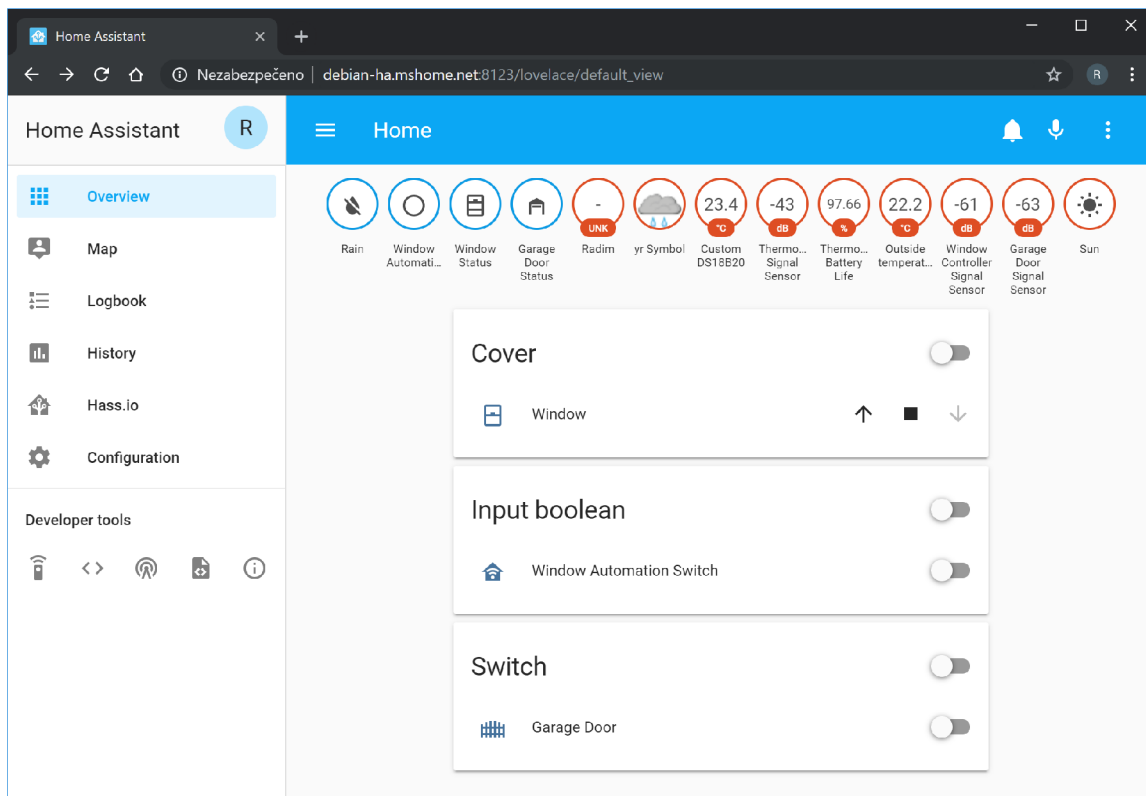 Home Assistant
Nezabezpečeno | debian-ha.mshome.net:8123/lovelace/default_view
R
Home Assistant
R
Home
Overview
Map
Logbook
History
Hass.io
Configuration
Developer tools
-
23.4
-43
97.66
22.2
-61
-63
UNK
°C
dB
%
°C
dB
dB
Rain
Window
Automati...
Window
Status
Garage
Door
Status
Radim
yr Symbol
Custom
DS18B20
Thermo...
Signal
Sensor
Thermo...
Battery
Life
Outside
temperat...
Window
Controller
Signal
Sensor
Garage
Door
Signal
Sensor
Sun
Cover
Window
Input boolean
Window Automation Switch
Switch
Garage Door